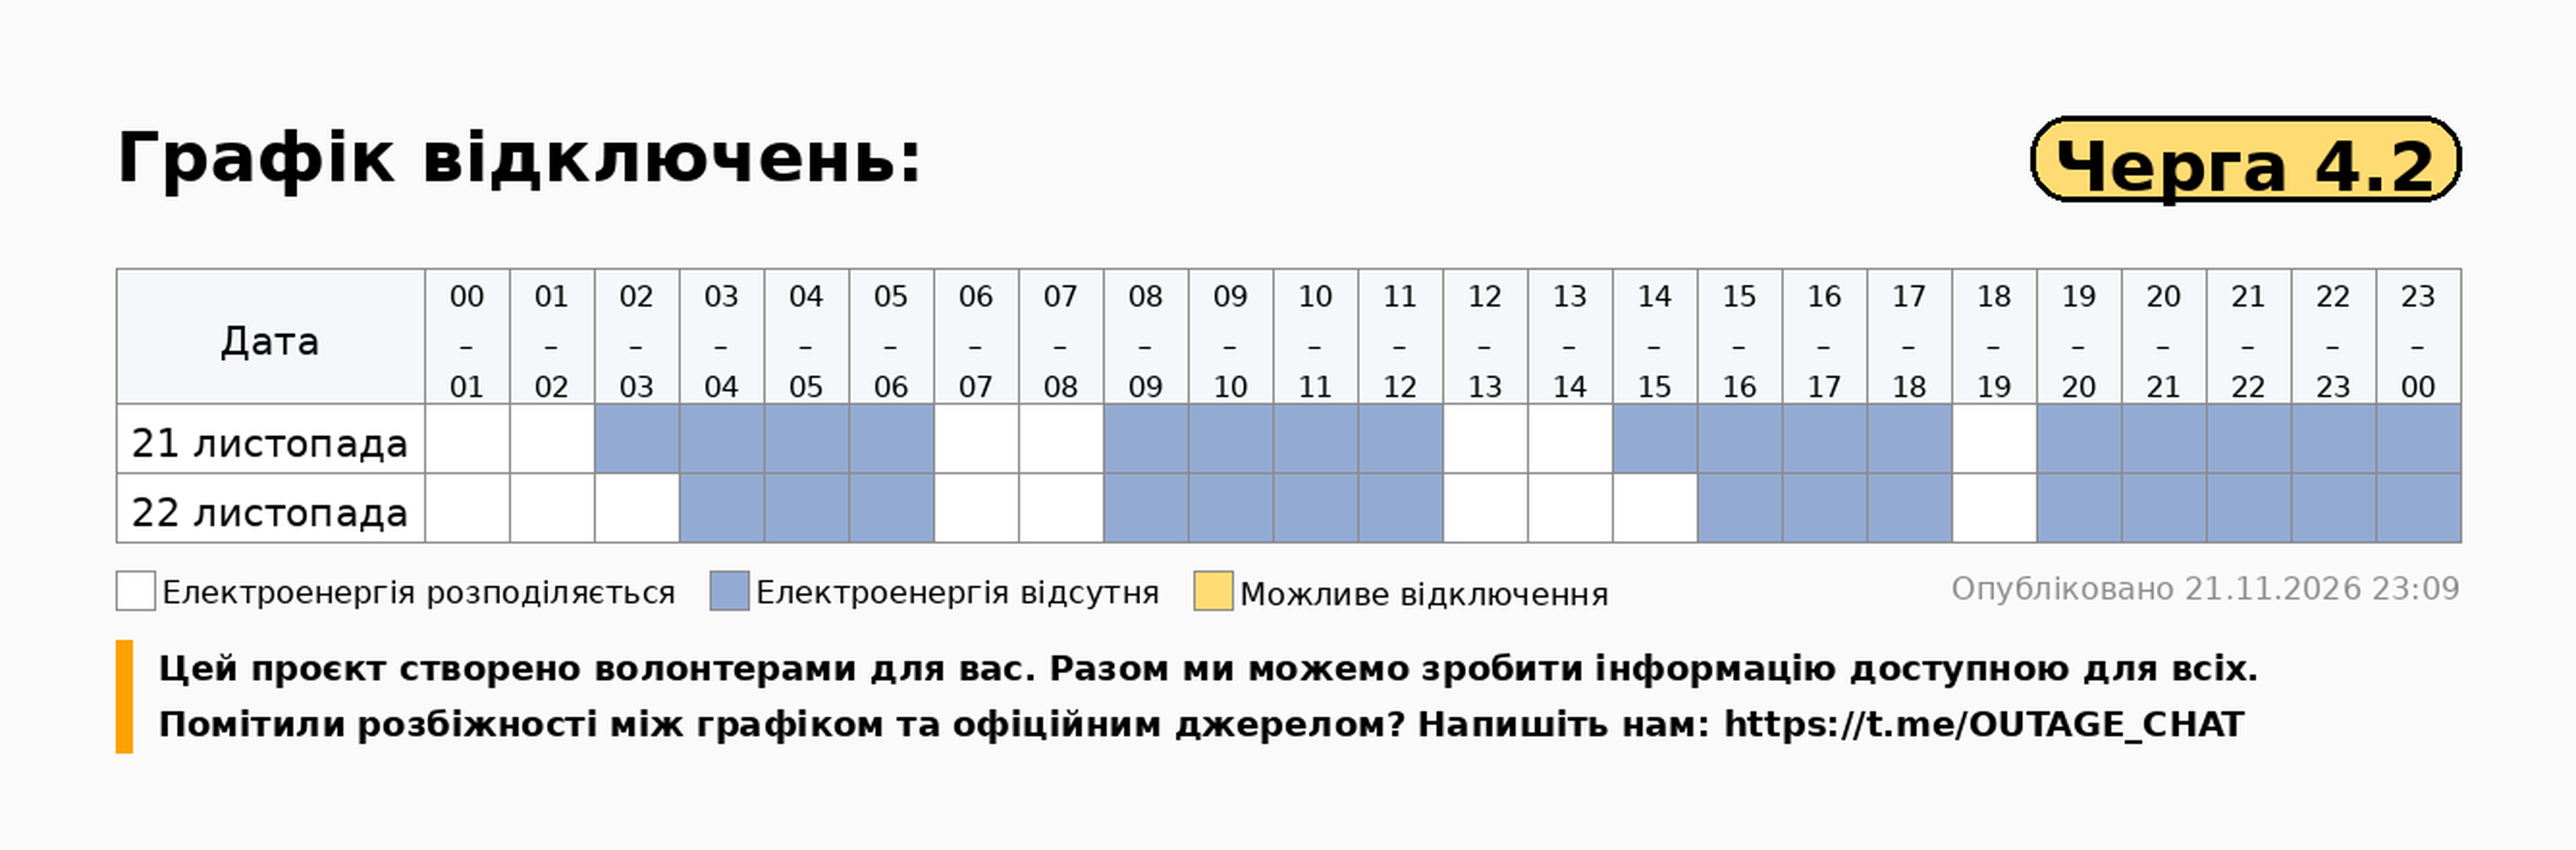 Графік відключень:
Черга 4.2
Дата 00 – 01 01 – 02 02 – 03 03 – 04 04 – 05 05 – 06 06 – 07 07 – 08 08 – 09 09 – 10 10 – 11 11 – 12 12 – 13 13 – 14 14 – 15 15 – 16 16 – 17 17 – 18 18 – 19 19 – 20 20 – 21 21 – 22 22 – 23 23 – 00
21 листопада
22 листопада
Електроенергія розподіляється Електроенергія відсутня Можливе відключення Опубліковано 21.11.2026 23:09
Цей проєкт створено волонтерами для вас. Разом ми можемо зробити інформацію доступною для всіх.
Помітили розбіжності між графіком та офіційним джерелом? Напишіть нам: https://t.me/OUTAGE_CHAT